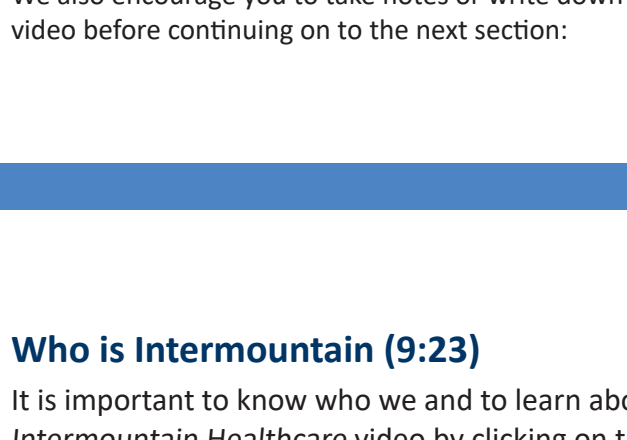 We also encourage you to take notes or write down
video before continuing on to the next section:
Who is Intermountain (9:23)
It is important to know who we and to learn
Intermountain Healthcare video by clicking on